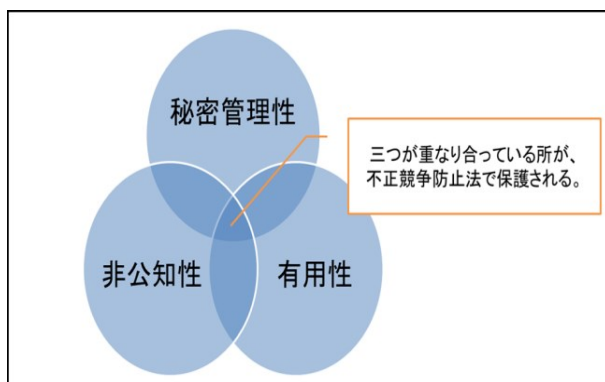 秘密管理性
三つが重なり合っている所が、
不正競争防止法で保護される。
非公知性
有用性